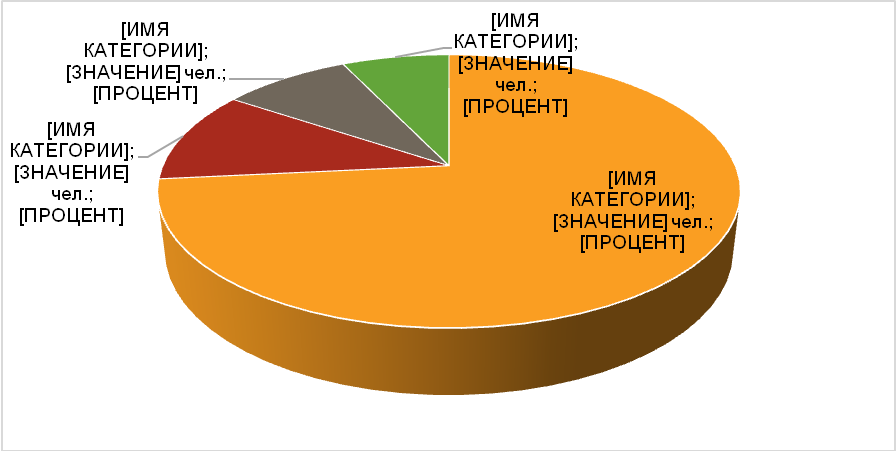 [ИМЯ
КАТЕГОРИИ];
[ЗНАЧЕНИЕ] чел.;
[ПРОЦЕНТ]
[ИМЯ
КАТЕГОРИИ];
[ЗНАЧЕНИЕ]
чел.;
[ПРОЦЕНТ]
[ИМЯ
КАТЕГОРИИ];
[ЗНАЧЕНИЕ]
чел.;
[ПРОЦЕНТ]
[ИМЯ
КАТЕГОРИИ];
[ЗНАЧЕНИЕ] чел.;
[ПРОЦЕНТ]